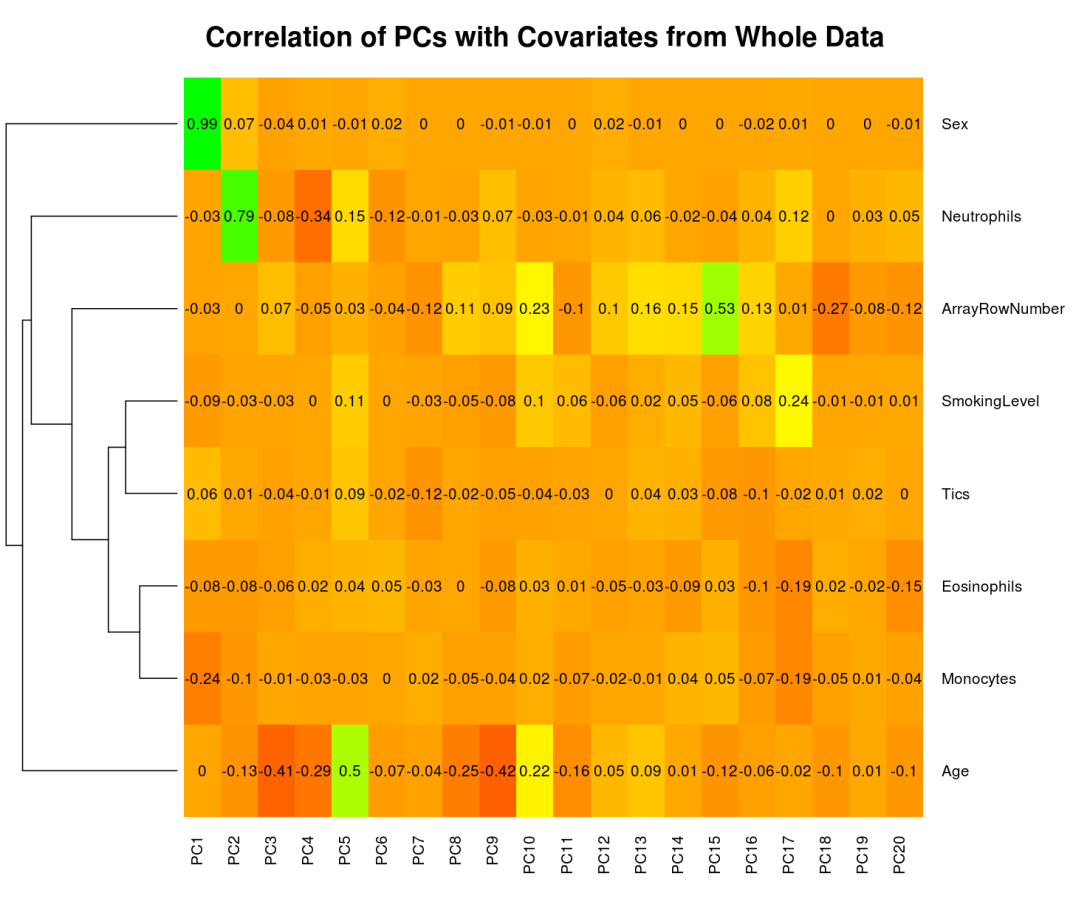 Correlation of PCs with Covariates from Whole Data
0.99 0.07 -0.04 0.01 -0.01 0.02 0 0 -0.01 -0.01 0 0.02 -0.01 0 0 -0.02 0.01 0 0 -0.01 Sex
-0.03 0.79 -0.08 -0.34 0.15 -0.12 -0.01 -0.03 0.07 -0.03 -0.01 0.04 0.06 -0.02 -0.04 0.04 0.12 0 0.03 0.05 Neutrophils
-0.03 0 0.07 -0.05 0.03 -0.04 -0.12 0.11 0.09 0.23 -0.1 0.1 0.16 0.15 0.53 0.13 0.01 -0.27 -0.08 -0.12 ArrayRowNumber
-0.09 -0.03 -0.03 0 0.11 0 -0.03 -0.05 -0.08 0.1 0.06 -0.06 0.02 0.05 -0.06 0.08 0.24 -0.01 -0.01 0.01 SmokingLevel
0.06 0.01 -0.04 -0.01 0.09 -0.02 -0.12 -0.02 -0.05 -0.04 -0.03 0 0.04 0.03 -0.08 -0.1 -0.02 0.01 0.02 0 Tics
-0.08 -0.08 -0.06 0.02 0.04 0.05 -0.03 0 -0.08 0.03 0.01 -0.05 -0.03 -0.09 0.03 -0.1 -0.19 0.02 -0.02 -0.15 Eosinophils
-0.24 -0.1 -0.01 -0.03 -0.03 0 0.02 -0.05 -0.04 0.02 -0.07 -0.02 -0.01 0.04 0.05 -0.07 -0.19 -0.05 0.01 -0.04 Monocytes
0 -0.13 -0.41 -0.29 0.5 -0.07 -0.04 -0.25 -0.42 0.22 -0.16 0.05 0.09 0.01 -0.12 -0.06 -0.02 -0.1 0.01 -0.1 Age
PC1 PC2 PC3 PC4 PC5 PC6 PC7 PC8 PC9 PC10 PC11 PC12 PC13 PC14 PC15 PC16 PC17 PC18 PC19 PC20